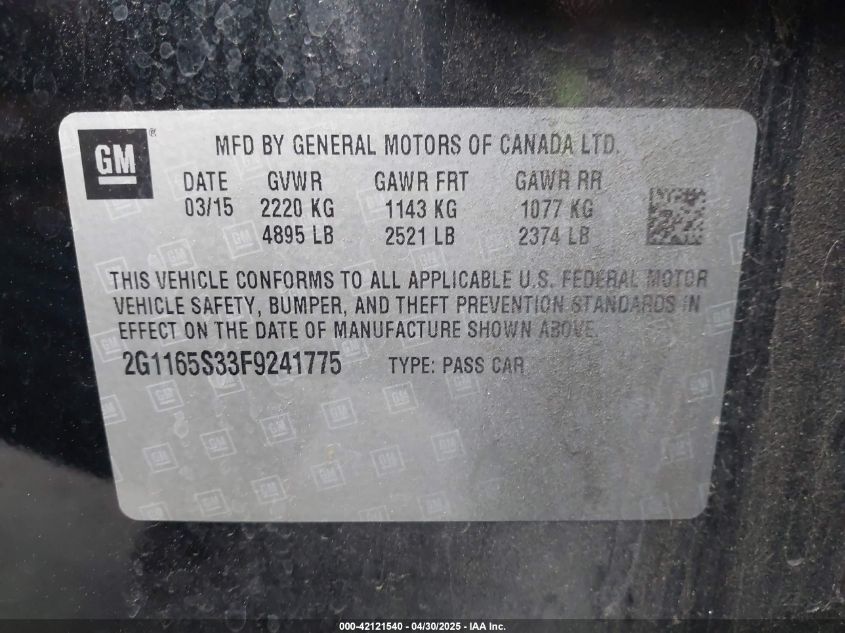 GM ®
MFD BY GENERAL MOTORS OF CANADA LTD.
DATE GVWR GAWR FRT GAWR RR
03/15 2220 KG 1143 KG 1077 KG
4895 LB 2521 LB 2374 LB
THIS VEHICLE CONFORMS TO ALL APPLICABLE U.S. FEDERAL MOTOR
VEHICLE SAFETY, BUMPER, AND THEFT PREVENTION STANDARDS IN
EFFECT ON THE DATE OF MANUFACTURE SHOWN ABOVE.
2G1165S33F9241775 TYPE: PASS CAR
000-42121540 - 04/30/2025 - IAA Inc.